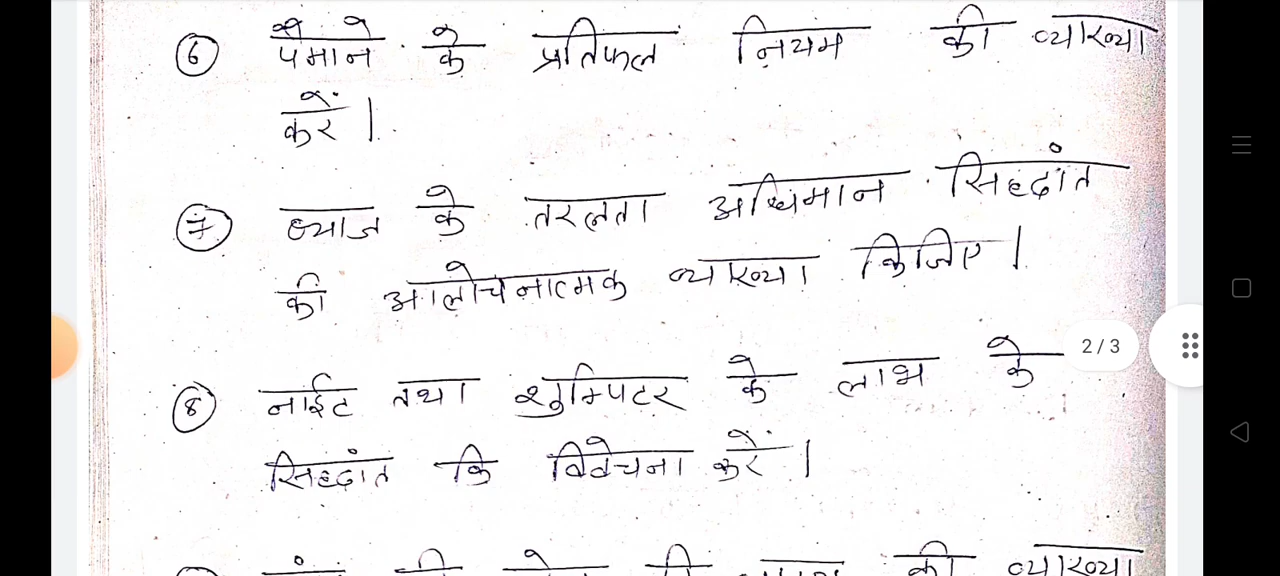 ⑥ पैमाने के प्रतिफल नियम की व्याख्या
करें |
⑦ ब्याज के तरलता अधिमान सिद्धांत
की आलोचनात्मक व्याख्या किजिए |
2/3
⑧ नाईट तथा शुम्पिटर के लाभ के
सिद्धांत कि विवेचना करें |
की व्याख्या